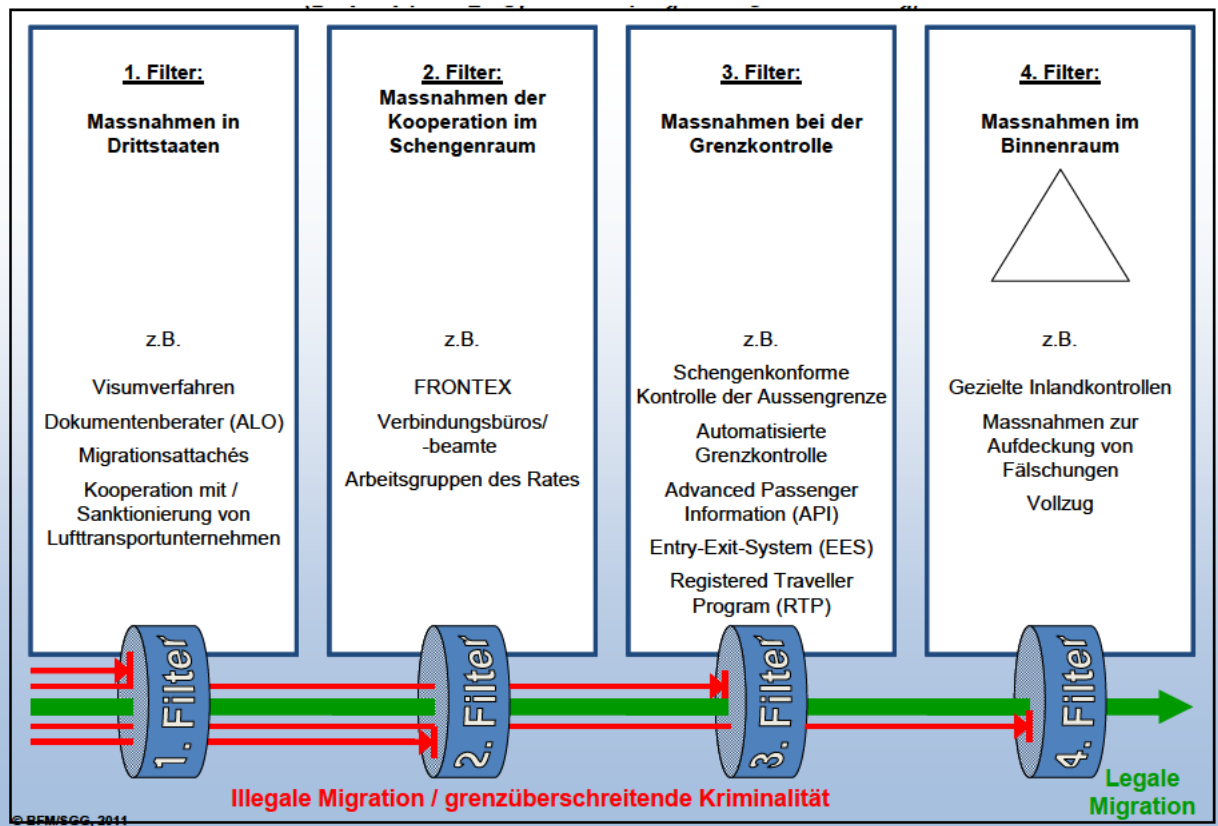 1. Filter:
Massnahmen in
Drittstaaten
z.B.
Visumverfahren
Dokumentenberater (ALO)
Migrationsattachés
Kooperation mit /
Sanktionierung von
Lufttransportunternehmen
2. Filter:
Massnahmen der
Kooperation im
Schengenraum
z.B.
FRONTEX
Verbindungsbüros/
-beamte
Arbeitsgruppen des Rates
3. Filter:
Massnahmen bei der
Grenzkontrolle
z.B.
Schengenkonforme
Kontrolle der Aussengrenze
Automatisierte
Grenzkontrolle
Advanced Passenger
Information (API)
Entry-Exit-System (EES)
Registered Traveller
Program (RTP)
4. Filter:
Massnahmen im
Binnenraum
z.B.
Gezielte Inlandkontrollen
Massnahmen zur
Aufdeckung von
Fälschungen
Vollzug
1. Filter
2. Filter
3. Filter
4. Filter
Illegale Migration / grenzüberschreitende Kriminalität
Legale
Migration
© BFM/SGG, 2011